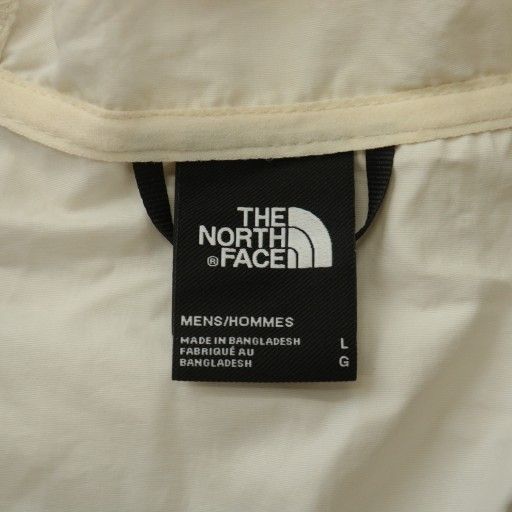 THE
NORTH
® FACE
MENS/HOMMES
MADE IN BANGLADESH L
FABRIQUÉ AU G
BANGLADESH